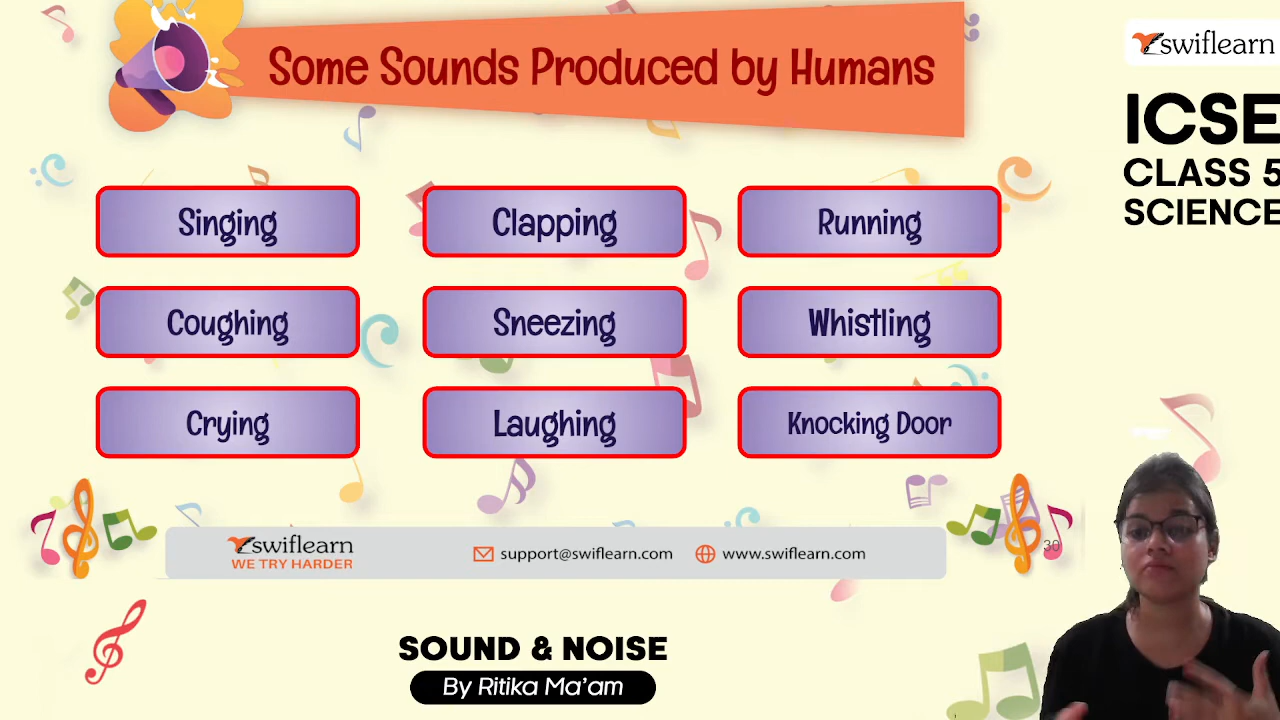 Some Sounds Produced by Humans
swiflearn
ICSE
CLASS 5
SCIENCE
Singing
Clapping
Running
Coughing
Sneezing
Whistling
Crying
Laughing
Knocking Door
swiflearn
WE TRY HARDER
support@swiflearn.com
www.swiflearn.com
30
SOUND & NOISE
By Ritika Ma'am